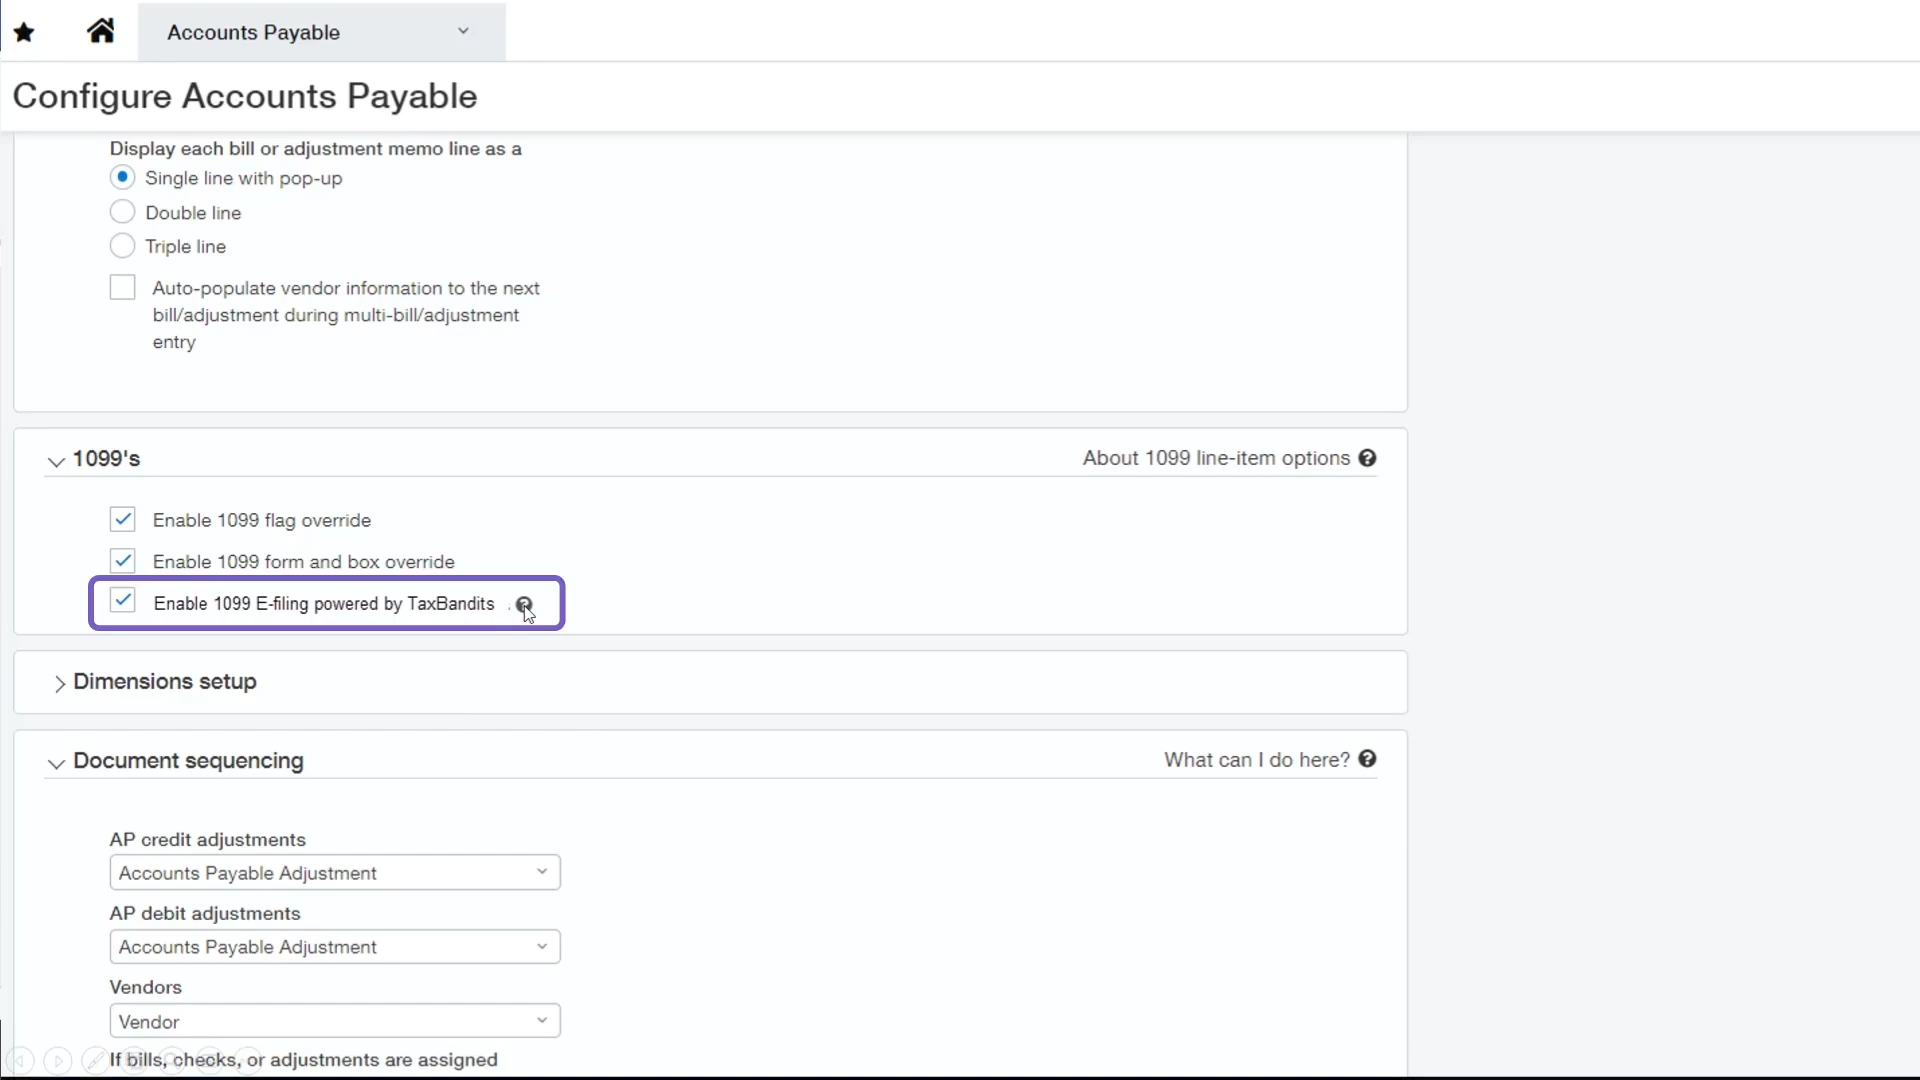 Accounts Payable
Configure Accounts Payable
Display each bill or adjustment memo line as a
Single line with pop-up
Double line
Triple line
Auto-populate vendor information to the next
bill/adjustment during multi-bill/adjustment
entry
1099's
About 1099 line-item options
Enable 1099 flag override
Enable 1099 form and box override
Enable 1099 E-filing powered by TaxBandits
Dimensions setup
Document sequencing
What can I do here?
AP credit adjustments
Accounts Payable Adjustment
AP debit adjustments
Accounts Payable Adjustment
Vendors
Vendor
If bills, checks, or adjustments are assigned